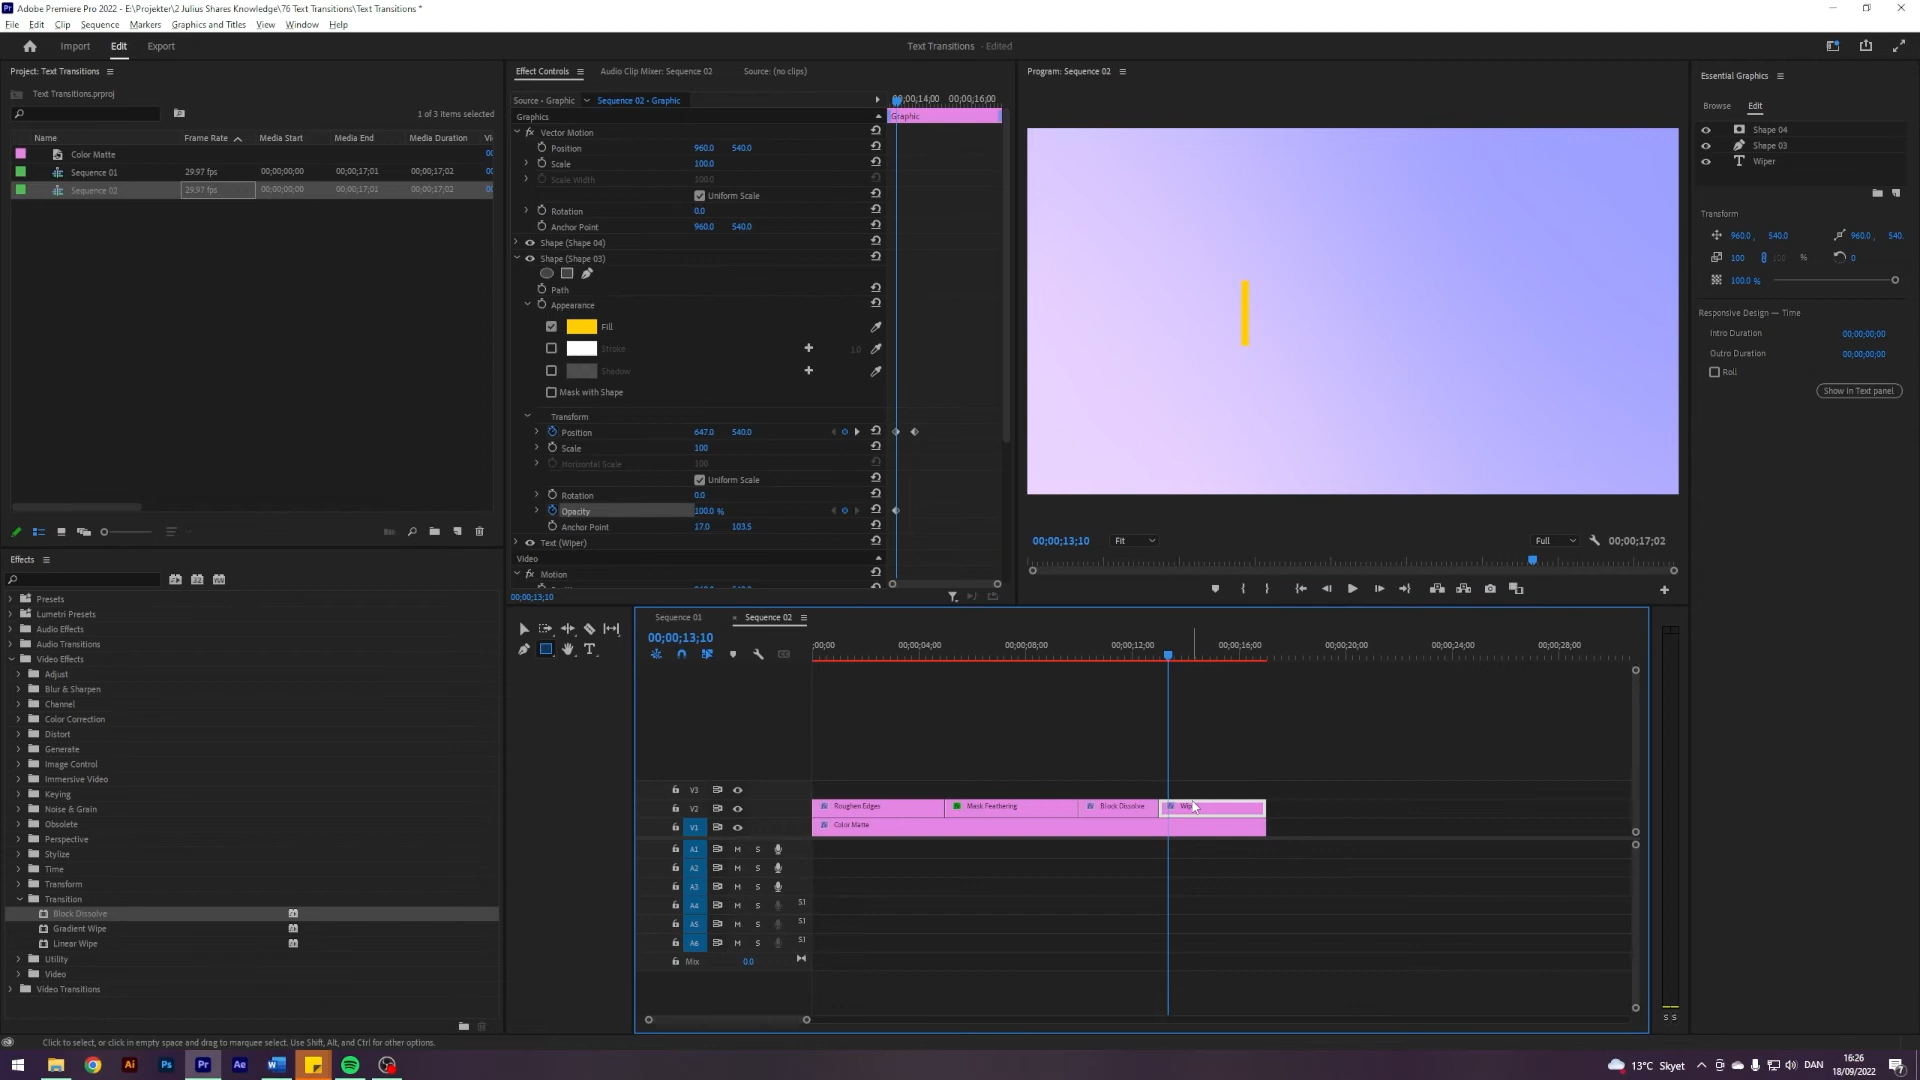 Adobe Premiere Pro 2022 - E:\Projekter\2 Julius Shares Knowledge\76 Text Transitions\Text Transitions *
File Edit Clip Sequence Markers Graphics and Titles View Window Help
Import Edit Export
Text Transitions - Edited
Project: Text Transitions
Text Transitions.prproj
1 of 3 items selected
Name Frame Rate Media Start Media End Media Duration
Color Matte
Sequence 01 29.97 fps 00;00;00;00 00;00;17;01 00;00;17;02
Sequence 02 29.97 fps 00;00;00;00 00;00;17;01 00;00;17;02
Effects
Presets
Lumetri Presets
Audio Effects
Audio Transitions
Video Effects
Adjust
Blur & Sharpen
Channel
Color Correction
Distort
Generate
Image Control
Immersive Video
Keying
Noise & Grain
Obsolete
Perspective
Stylize
Time
Transform
Transition
Block Dissolve
Gradient Wipe
Linear Wipe
Utility
Video
Video Transitions
Effect Controls Audio Clip Mixer: Sequence 02 Source: (no clips)
Source - Graphic Sequence 02 - Graphic
00;00;14;00 00;00;16;00
Graphics
Graphic
Vector Motion
Position 960.0 540.0
Scale 100.0
Scale Width 100.0
Uniform Scale
Rotation 0.0
Anchor Point 960.0 540.0
Shape (Shape 04)
Shape (Shape 03)
Path
Appearance
Fill
Stroke 1.0
Shadow
Mask with Shape
Transform
Position 647.0 540.0
Scale 100
Horizontal Scale 100
Uniform Scale
Rotation 0.0
Opacity 100.0 %
Anchor Point 17.0 103.5
Text (Wiper)
Video
fx Motion
00;00;13;10
Program: Sequence 02
00;00;13;10 Fit Full 00;00;17;02
Essential Graphics
Browse Edit
Shape 04
Shape 03
Wiper
Transform
960.0 , 540.0 960.0 , 540.
100 100 % 0
100.0 %
Responsive Design — Time
Intro Duration 00;00;00;00
Outro Duration 00;00;00;00
Roll
Show in Text panel
Sequence 01 × Sequence 02
00;00;13;10
;00;00 00;00;04;00 00;00;08;00 00;00;12;00 00;00;16;00 00;00;20;00 00;00;24;00 00;00;28;00
V3
V2 Roughen Edges Mask Feathering Block Dissolve
V1 Color Matte
A1 M S
A2 M S
A3 M S
A4 M S S1
A5 M S S1
A6 M S S1
Mix 0.0
S S
Click to select, or click in empty space and drag to marquee select. Use Shift, Alt, and Ctrl for other options.
Ai Ps Pr Ae
13°C Skyet DAN 16:26
18/09/2022